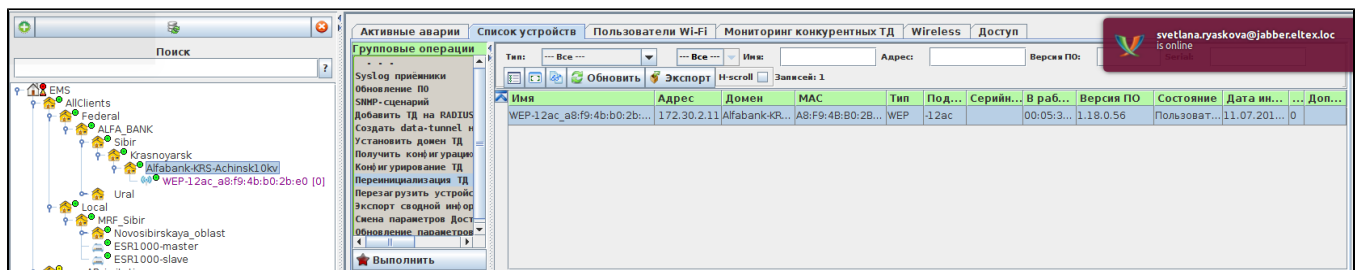 Поиск
?
EMS
AllClients
Federal
ALFA_BANK
Sibir
Krasnoyarsk
Alfabank-KRS-Achinsk10kv
WEP-12ac_a8:f9:4b:b0:2b:e0 [0]
Ural
Local
MRF_Sibir
Novosibirskaya_oblast
ESR1000-master
ESR1000-slave
Активные аварии Список устройств Пользователи Wi-Fi Мониторинг конкурентных ТД Wireless Доступ
Групповые операции
- - -
Syslog приёмники
Обновление ПО
SNMP-сценарий
Добавить ТД на RADIUS
Создать data-tunnel н
Установить домен ТД
Получить конфигурацию
Конфигурирование ТД
Переинициализация ТД
Перезагрузить устройс
Экспорт сводной инфор
Смена параметров Дост
Обновление параметров
Выполнить
Тип: --- Все --- --- Все --- Имя: Адрес: Версия ПО:
Обновить Экспорт H-scroll Записей: 1
Имя Адрес Домен MAC Тип Под... Серийн... В раб... Версия ПО Состояние Дата ин... ... Доп...
WEP-12ac_a8:f9:4b:b0:2b:... 172.30.2.11 Alfabank-KR... A8:F9:4B:B0:2B... WEP -12ac 00:05:3... 1.18.0.56 Пользоват... 11.07.201... 0
svetlana.ryaskova@jabber.eltex.loc
is online